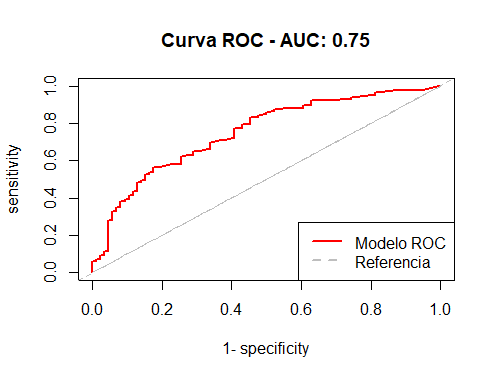 Curva ROC - AUC: 0.75
sensitivity
1.0
0.8
0.6
0.4
0.2
0.0
Modelo ROC
Referencia
0.0 0.2 0.4 0.6 0.8 1.0
1- specificity